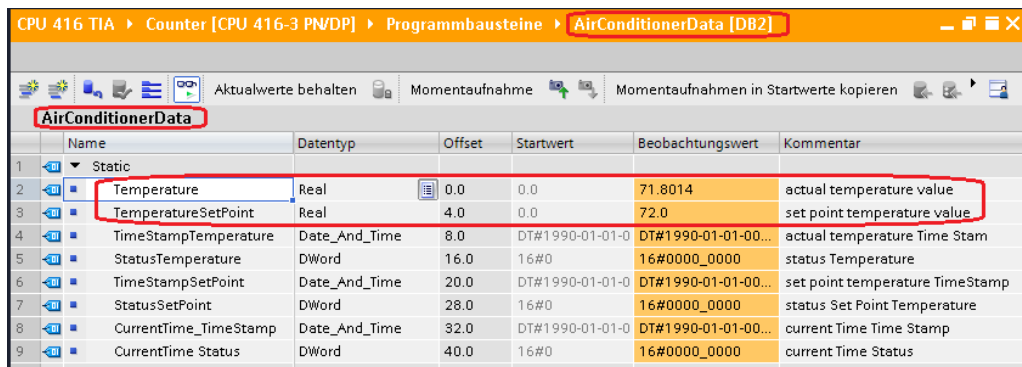 CPU 416 TIA ▸ Counter [CPU 416-3 PN/DP] ▸ Programmbausteine ▸ AirConditionerData [DB2]
Aktualwerte behalten Momentaufnahme Momentaufnahmen in Startwerte kopieren
AirConditionerData
Name Datentyp Offset Startwert Beobachtungswert Kommentar
1 Static
2 Temperature Real 0.0 0.0 71.8014 actual temperature value
3 TemperatureSetPoint Real 4.0 0.0 72.0 set point temperature value
4 TimeStampTemperature Date_And_Time 8.0 DT#1990-01-01-0 DT#1990-01-01-00... actual temperature Time Stam
5 StatusTemperature DWord 16.0 16#0 16#0000_0000 status Temperature
6 TimeStampSetPoint Date_And_Time 20.0 DT#1990-01-01-0 DT#1990-01-01-00... set point temperature TimeStamp
7 StatusSetPoint DWord 28.0 16#0 16#0000_0000 status Set Point Temperature
8 CurrentTime_TimeStamp Date_And_Time 32.0 DT#1990-01-01-0 DT#1990-01-01-00... current Time Time Stamp
9 CurrentTime Status DWord 40.0 16#0 16#0000_0000 current Time Status